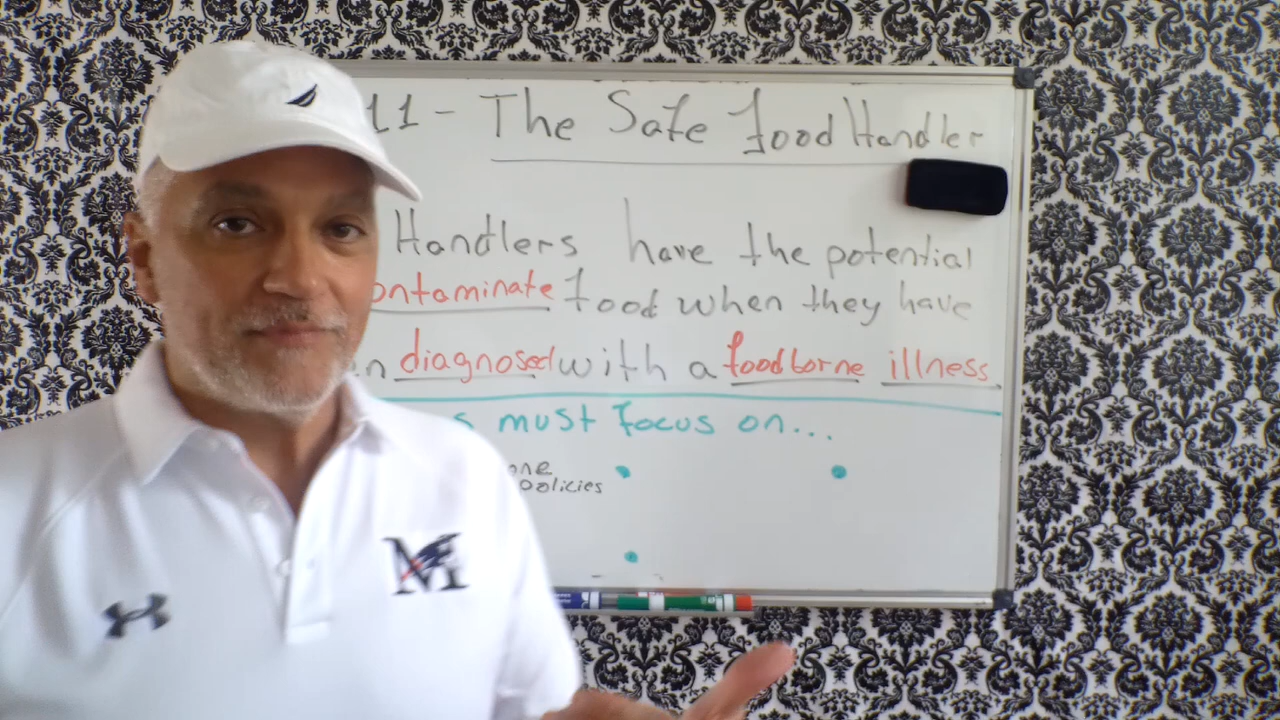 11 - The Safe Food Handler
Handlers have the potential
ontaminate food when they have
n diagnosed with a foodborne illness
s must focus on...
one
policies
M